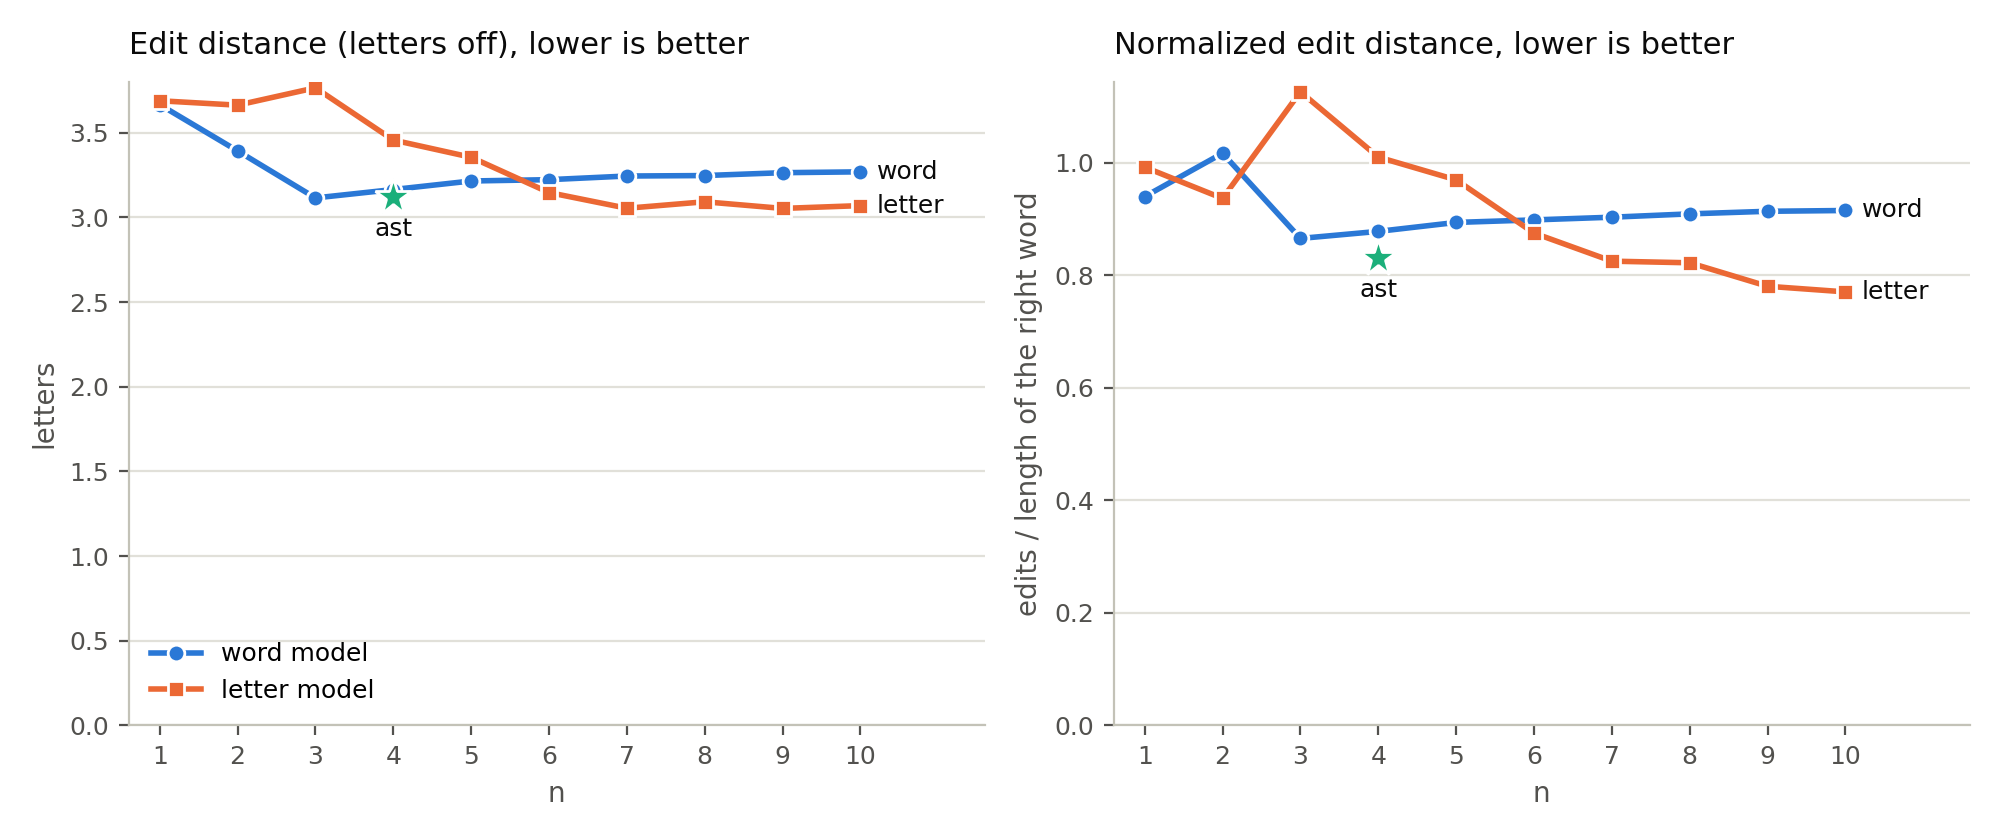 Edit distance (letters off), lower is better
letters
3.5
3.0
2.5
2.0
1.5
1.0
0.5
0.0
word
letter
ast
word model
letter model
1 2 3 4 5 6 7 8 9 10
n
Normalized edit distance, lower is better
edits / length of the right word
1.0
0.8
0.6
0.4
0.2
0.0
word
ast
letter
1 2 3 4 5 6 7 8 9 10
n